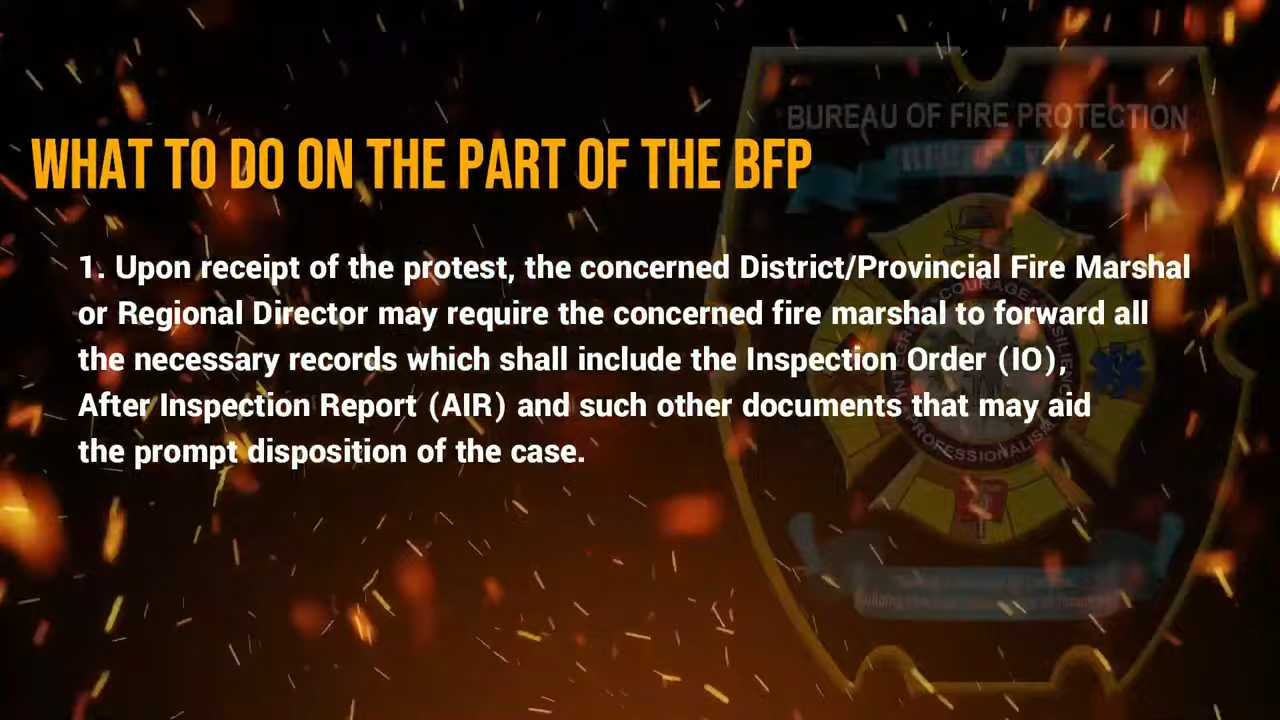 BUREAU OF FIRE PROTECTION
WHAT TO DO ON THE PART OF THE BFP
1. Upon receipt of the protest, the concerned District/Provincial Fire Marshal
or Regional Director may require the concerned fire marshal to forward all
the necessary records which shall include the Inspection Order (IO),
After Inspection Report (AIR) and such other documents that may aid
the prompt disposition of the case.
COURAGE
PROFESSIONALISM